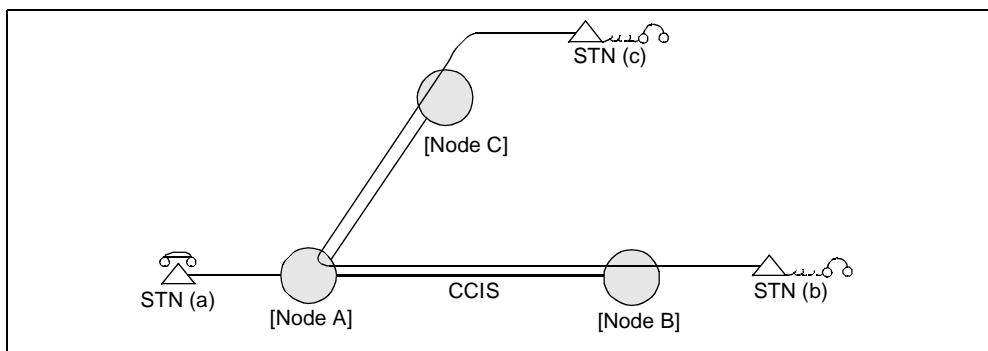 STN (c)
[Node C]
STN (a)
[Node A]
CCIS
[Node B]
STN (b)